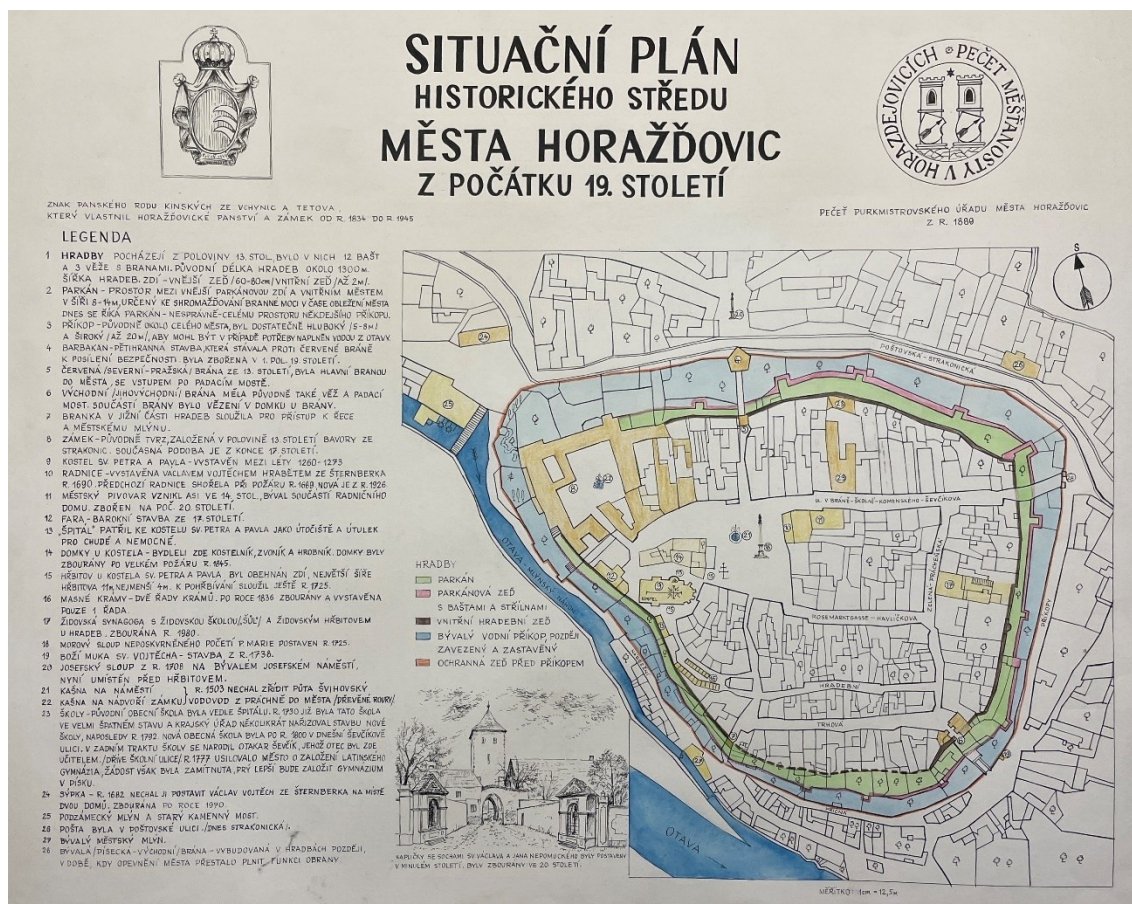 SITUAČNÍ PLÁN
HISTORICKÉHO STŘEDU
MĚSTA HORAŽĎOVIC
Z POČÁTKU 19. STOLETÍ
PEČEŤ MĚŠŤANOSTY V HORAZDEJOVICÍCH
ZNAK PANSKÉHO RODU KINSKÝCH ZE VCHYNIC A TETOVA,
KTERÝ VLASTNIL HORAŽĎOVICKÉ PANSTVÍ A ZÁMEK OD R. 1834 DO R 1945
PEČEŤ PURKMISTROVSKÉHO ÚŘADU MĚSTA HORAŽĎOVIC
Z R. 1889
LEGENDA
1 HRADBY POCHÁZEJÍ Z POLOVINY 13. STOL, BYLO V NICH 12 BAŠT
A 3 VĚŽE S BRANAMI. PŮVODNÍ DÉLKA HRADEB OKOLO 1300 M.
ŠÍŘKA HRADEB. ZDÍ - VNĚJŠÍ ZEĎ /60-80cm/ VNITŘNÍ ZEĎ /AŽ 2m/.
2 PARKÁN - PROSTOR MEZI VNĚJŠÍ PARKÁNOVOU ZDÍ A VNITŘNÍM MĚSTEM
V ŠÍŘI 8-14m, URČENÝ KE SHROMAŽĎOVÁNÍ BRANNÉ MOCI V ČASE OBLEŽENÍ MĚSTA
DNES SE ŘÍKÁ PARKÁN - NESPRÁVNĚ - CELÉMU PROSTORU NĚKDEJŠÍHO PŘÍKOPU.
3 PŘÍKOP - PŮVODNĚ OKOLO CELÉHO MĚSTA, BYL DOSTATEČNĚ HLUBOKÝ /5-8m/
A ŠIROKÝ /AŽ 20m/, ABY MOHL BÝT V PŘÍPADĚ POTŘEBY NAPLNĚN VODOU Z OTAVY.
4 BARBAKÁN - PĚTIHRANNÁ STAVBA, KTERÁ STÁVALA PROTI ČERVENÉ BRÁNĚ
K POSÍLENÍ BEZPEČNOSTI. BYLA ZBOŘENA V 1. POL. 19. STOLETÍ.
5 ČERVENÁ /SEVERNÍ - PRAŽSKÁ/ BRÁNA ZE 13. STOLETÍ, BYLA HLAVNÍ BRANOU
DO MĚSTA, SE VSTUPEM PO PADACÍM MOSTĚ.
6 VÝCHODNÍ /JIHOVÝCHODNÍ/ BRÁNA MĚLA PŮVODNĚ TAKÉ VĚŽ A PADACÍ
MOST. SOUČÁSTÍ BRÁNY BYLO VĚZENÍ V DOMKU U BRÁNY.
7 BRANKA V JIŽNÍ ČÁSTI HRADEB SLOUŽILA PRO PŘÍSTUP K ŘECE
A MĚSTSKÉMU MLÝNU.
8 ZÁMEK - PŮVODNĚ TVRZ, ZALOŽENÁ V POLOVINĚ 13. STOLETÍ BAVORY ZE
STRAKONIC. SOUČASNÁ PODOBA JE Z KONCE 17. STOLETÍ.
9 KOSTEL SV. PETRA A PAVLA - VYSTAVĚN MEZI LÉTY 1260-1273
10 RADNICE - VYSTAVĚNA VÁCLAVEM VOJTĚCHEM HRABĚTEM ZE ŠTERNBERKA
R. 1690. PŘEDCHOZÍ RADNICE SHOŘELA PŘI POŽÁRU R. 1689, NOVÁ JE Z R. 1926
11 MĚSTSKÝ PIVOVAR VZNIKL ASI VE 14. STOL., BÝVAL SOUČÁSTÍ RADNIČNÍHO
DOMU. ZBOŘEN NA POČ. 20. STOLETÍ.
12 FARA - BAROKNÍ STAVBA ZE 17. STOLETÍ.
13 „ŠPITÁL“ PATŘIL KE KOSTELU SV. PETRA A PAVLA JAKO ÚTOČIŠTĚ A ÚTULEK
PRO CHUDÉ A NEMOCNÉ.
14 DOMKY U KOSTELA - BYDLELI ZDE KOSTELNÍK, ZVONÍK A HROBNÍK. DOMKY BYLY
ZBOURÁNY PO VELKÉM POŽÁRU R. 1845.
15 HŘBITOV U KOSTELA SV. PETRA A PAVLA BYL OBEHNÁN ZDÍ, NEJVĚTŠÍ ŠÍŘE
HŘBITOVA 11m, NEJMENŠÍ 4m. K POHŘBÍVÁNÍ SLOUŽIL JEŠTĚ R. 1725.
16 MASNÉ KRÁMY - DVĚ ŘADY KRÁMŮ. PO ROCE 1836 ZBOURÁNY A VYSTAVĚNA
POUZE 1 ŘADA.
17 ŽIDOVSKÁ SYNAGOGA S ŽIDOVSKOU ŠKOLOU /„ŠŮL“/ A ŽIDOVSKÝM HŘBITOVEM
U HRADEB. ZBOURÁNA R. 1980.
18 MOROVÝ SLOUP NEPOSKVRNĚNÉHO POČETÍ P. MARIE POSTAVEN R. 1725.
19 BOŽÍ MUKA SV. VOJTĚCHA - STAVBA Z R. 1738.
20 JOSEFSKÝ SLOUP Z R. 1708 NA BÝVALÉM JOSEFSKÉM NÁMĚSTÍ,
NYNÍ UMÍSTĚN PŘED HŘBITOVEM.
21 KAŠNA NA NÁMĚSTÍ } R. 1503 NECHAL ZŘÍDIT PŮTA ŠVIHOVSKÝ
22 KAŠNA NA NÁDVOŘÍ ZÁMKU } VODOVOD Z PRÁCHNĚ DO MĚSTA /DŘEVĚNÉ ROURY/
23 ŠKOLY - PŮVODNÍ OBECNÍ ŠKOLA BYLA VEDLE ŠPITÁLU. R. 1730 JIŽ BYLA TATO ŠKOLA
VE VELMI ŠPATNÉM STAVU A KRAJSKÝ ÚŘAD NĚKOLIKRÁT NAŘIZOVAL STAVBU NOVÉ
ŠKOLY, NAPOSLEDY R. 1792. NOVÁ OBECNÁ ŠKOLA BYLA PO R. 1800 V DNEŠNÍ ŠEVČÍKOVĚ
ULICI. V ZADNÍM TRAKTU ŠKOLY SE NARODIL OTAKAR ŠEVČÍK, JEHOŽ OTEC BYL ZDE
UČITELEM. /DŘÍVE ŠKOLNÍ ULICE/ R. 1777 USILOVALO MĚSTO O ZALOŽENÍ LATINSKÉHO
GYMNÁZIA, ŽÁDOST VŠAK BYLA ZAMÍTNUTA, PRÝ LEPŠÍ BUDE ZALOŽIT GYMNAZIUM
V PÍSKU.
24 SÝPKA - R. 1682 NECHAL JI POSTAVIT VÁCLAV VOJTĚCH ZE ŠTERNBERKA NA MÍSTĚ
DVOU DOMŮ. ZBOURÁNA PO ROCE 1990.
25 PODZÁMECKÝ MLÝN A STARÝ KAMENNÝ MOST.
26 POŠTA BYLA V POŠTOVSKÉ ULICI /DNES STRAKONICKÁ/.
27 BÝVALÝ MĚSTSKÝ MLÝN.
28 BÝVALÁ /PÍSECKÁ - VÝCHODNÍ/ BRÁNA - VYBUDOVANÁ V HRADBÁCH POZDĚJI,
V DOBĚ, KDY OPEVNĚNÍ MĚSTA PŘESTALO PLNIT FUNKCI OBRANY.
S
POŠTOVSKÁ - STRAKONICKÁ
U. V BRÁNĚ - ŠKOLNÍ - KOMENSKÉHO - ŠEVČÍKOVA
OTAVA - MLÝNSKÝ NÁHON
ZELENÁ - PRÁCHEŇSKÁ
ROSEMARKTGASSE - HAVLÍČKOVA
PŘÍKOPY
HRADEBNÍ
TRHOVÁ
OTAVA
HRADBY
PARKÁN
PARKÁNOVÁ ZEĎ
S BAŠTAMI A STŘÍLNAMI
VNITŘNÍ HRADEBNÍ ZEĎ
BÝVALÝ VODNÍ PŘÍKOP, POZDĚJI
ZAVEZENÝ A ZASTAVĚNÝ
OCHRANNÁ ZEĎ PŘED PŘÍKOPEM
KAPLIČKY SE SOCHAMI SV. VÁCLAVA A JANA NEPOMUCKÉHO BYLY POSTAVENY
V MINULÉM STOLETÍ. BYLY ZBOURÁNY VE 20. STOLETÍ.
MĚŘÍTKO: 1cm = 12,5m